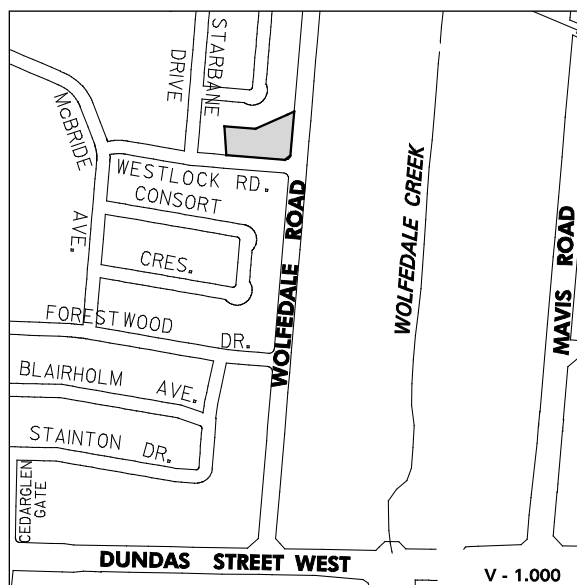 STARBANE
DRIVE
McBRIDE
AVE.
WESTLOCK RD.
CONSORT
CRES.
WOLFEDALE ROAD
WOLFEDALE CREEK
MAVIS ROAD
FORESTWOOD DR.
BLAIRHOLM AVE.
STAINTON DR.
CEDARGLEN
GATE
DUNDAS STREET WEST
V - 1.000